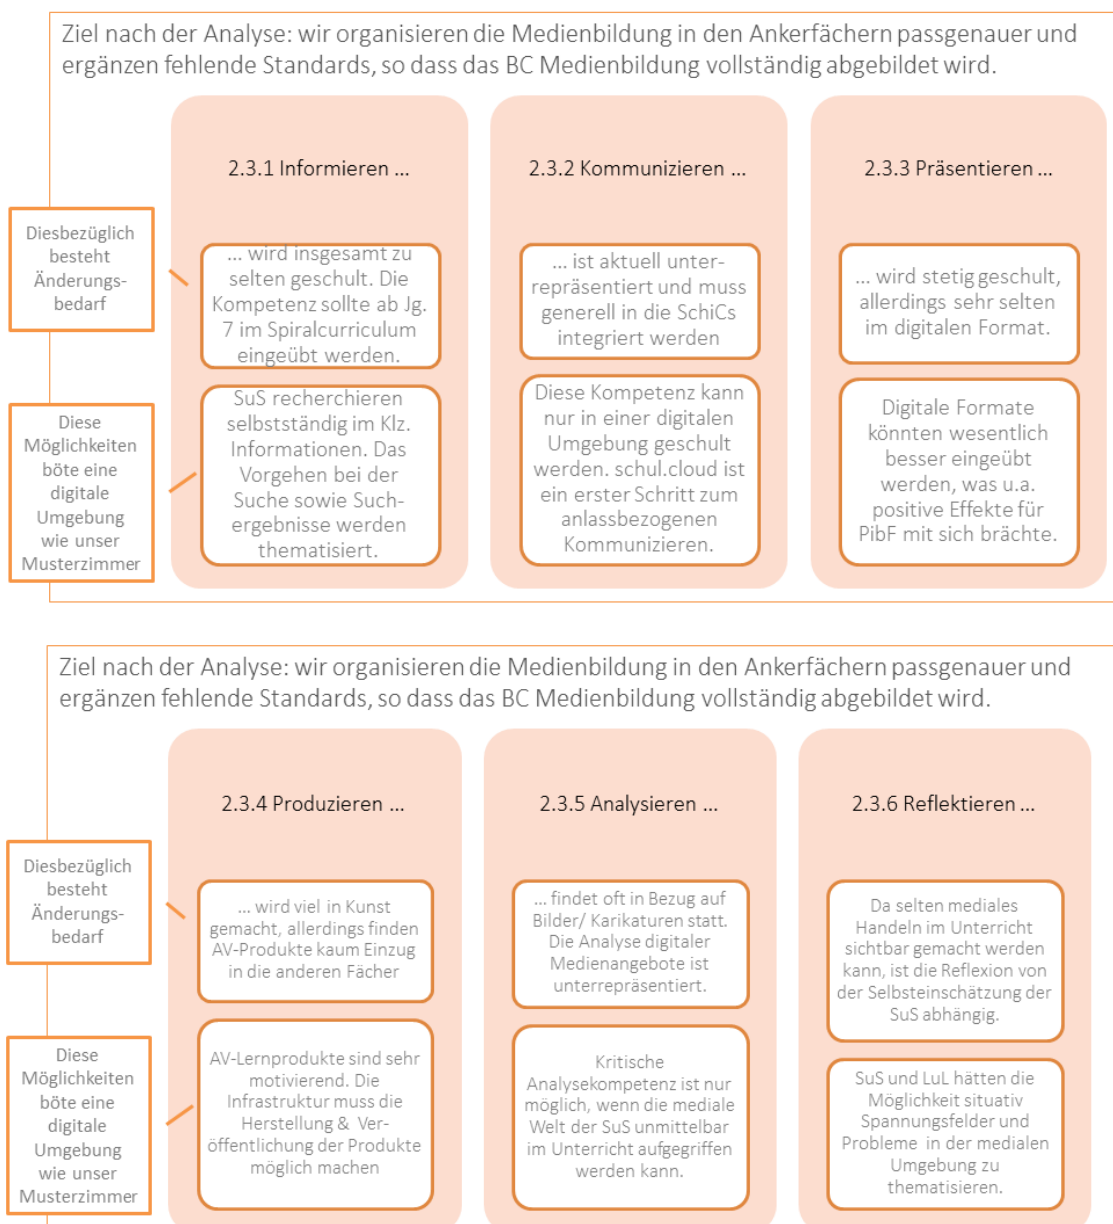 Ziel nach der Analyse: wir organisieren die Medienbildung in den Ankerfächern passgenauer und
ergänzen fehlende Standards, so dass das BC Medienbildung vollständig abgebildet wird.
2.3.1 Informieren ...
2.3.2 Kommunizieren ...
2.3.3 Präsentieren ...
Diesbezüglich
besteht
Änderungs-
bedarf
... wird insgesamt zu
selten geschult. Die
Kompetenz sollte ab Jg.
7 im Spiralcurriculum
eingeübt werden.
... ist aktuell unter-
repräsentiert und muss
generell in die SchiCs
integriert werden
... wird stetig geschult,
allerdings sehr selten
im digitalen Format.
Diese
Möglichkeiten
böte eine
digitale
Umgebung
wie unser
Musterzimmer
SuS recherchieren
selbstständig im Klz.
Informationen. Das
Vorgehen bei der
Suche sowie Such-
ergebnisse werden
thematisiert.
Diese Kompetenz kann
nur in einer digitalen
Umgebung geschult
werden. schul.cloud ist
ein erster Schritt zum
anlassbezogenen
Kommunizieren.
Digitale Formate
könnten wesentlich
besser eingeübt
werden, was u.a.
positive Effekte für
PibF mit sich brächte.
Ziel nach der Analyse: wir organisieren die Medienbildung in den Ankerfächern passgenauer und
ergänzen fehlende Standards, so dass das BC Medienbildung vollständig abgebildet wird.
2.3.4 Produzieren ...
2.3.5 Analysieren ...
2.3.6 Reflektieren ...
Diesbezüglich
besteht
Änderungs-
bedarf
... wird viel in Kunst
gemacht, allerdings finden
AV-Produkte kaum Einzug
in die anderen Fächer
... findet oft in Bezug auf
Bilder/ Karikaturen statt.
Die Analyse digitaler
Medienangebote ist
unterrepräsentiert.
Da selten mediales
Handeln im Unterricht
sichtbar gemacht werden
kann, ist die Reflexion von
der Selbsteinschätzung der
SuS abhängig.
Diese
Möglichkeiten
böte eine
digitale
Umgebung
wie unser
Musterzimmer
AV-Lernprodukte sind sehr
motivierend. Die
Infrastruktur muss die
Herstellung & Ver-
öffentlichung der Produkte
möglich machen
Kritische
Analysekompetenz ist nur
möglich, wenn die mediale
Welt der SuS unmittelbar
im Unterricht aufgegriffen
werden kann.
SuS und LuL hätten die
Möglichkeit situativ
Spannungsfelder und
Probleme in der medialen
Umgebung zu
thematisieren.